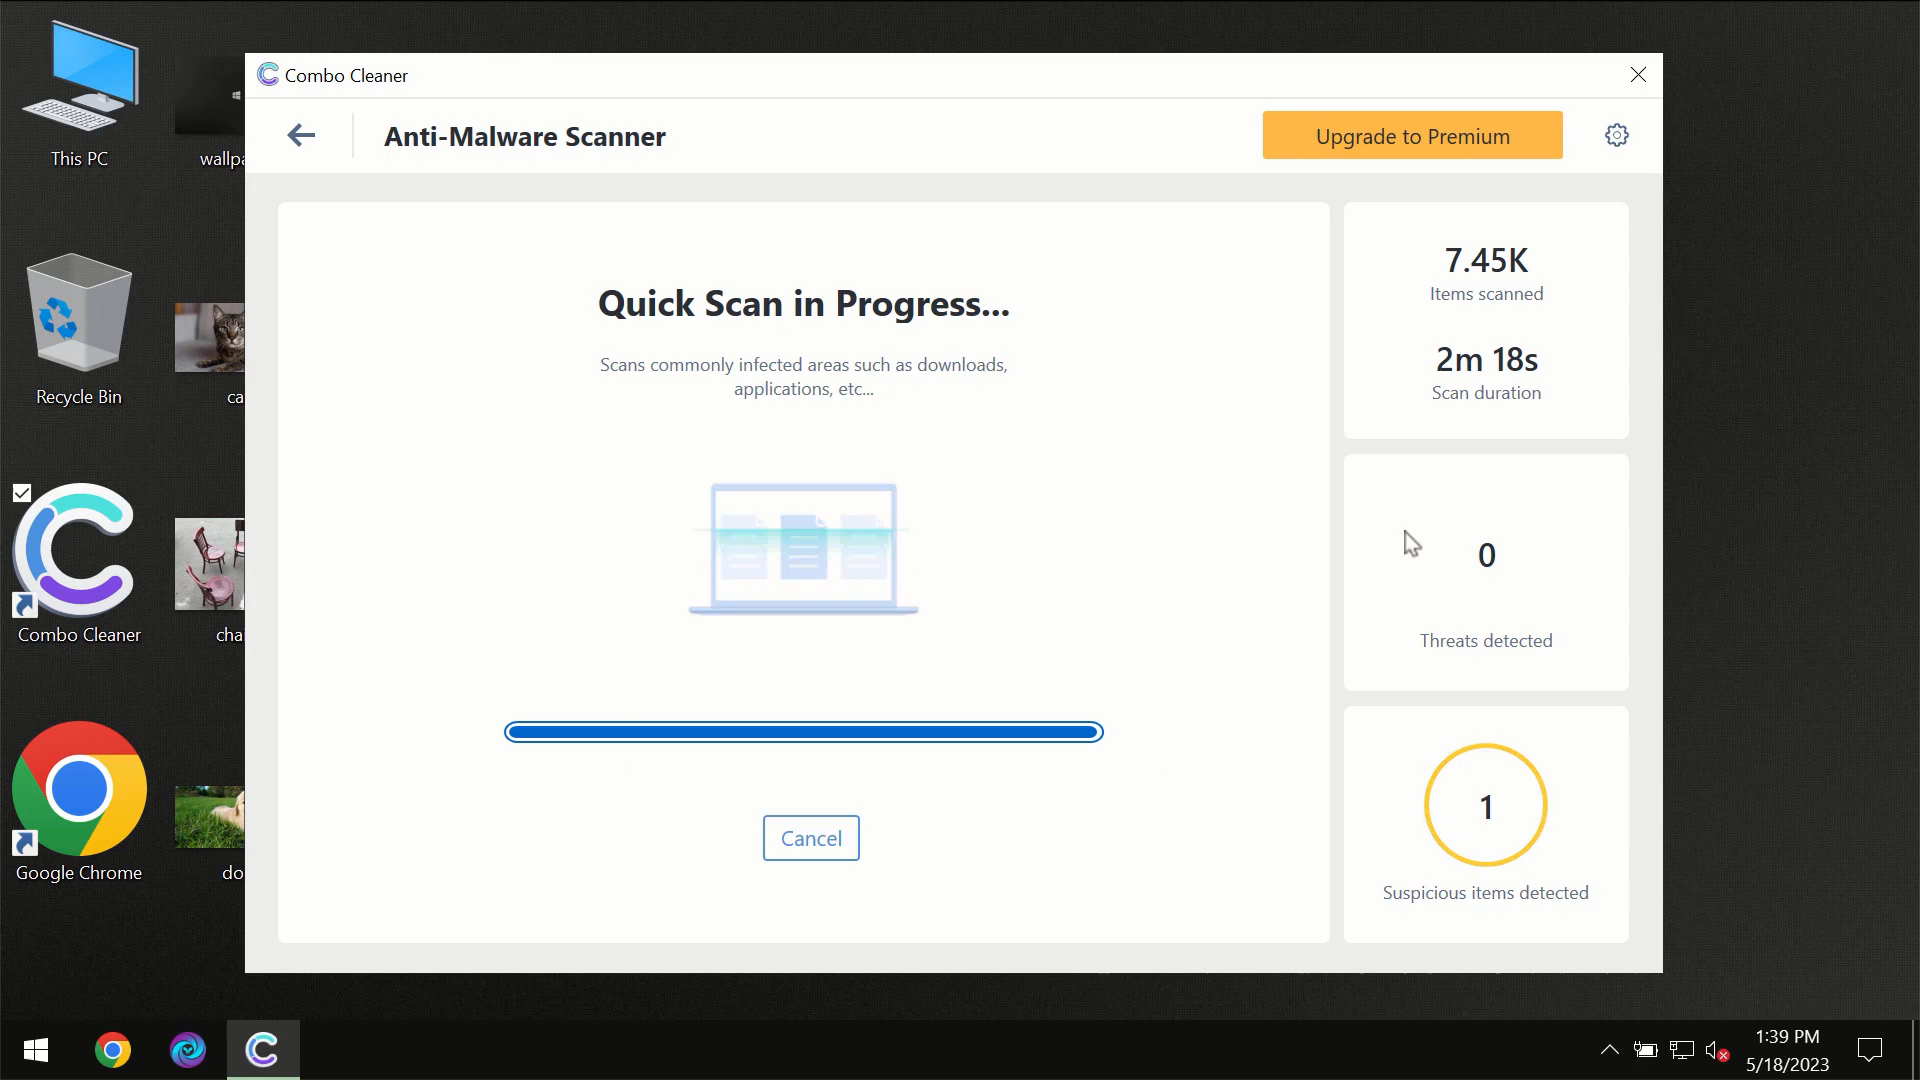 This PC
wallpa
Recycle Bin
ca
Combo Cleaner
chai
Google Chrome
do
Combo Cleaner
Anti-Malware Scanner
Upgrade to Premium
Quick Scan in Progress...
Scans commonly infected areas such as downloads,
applications, etc...
Cancel
7.45K
Items scanned
2m 18s
Scan duration
0
Threats detected
1
Suspicious items detected
1:39 PM
5/18/2023